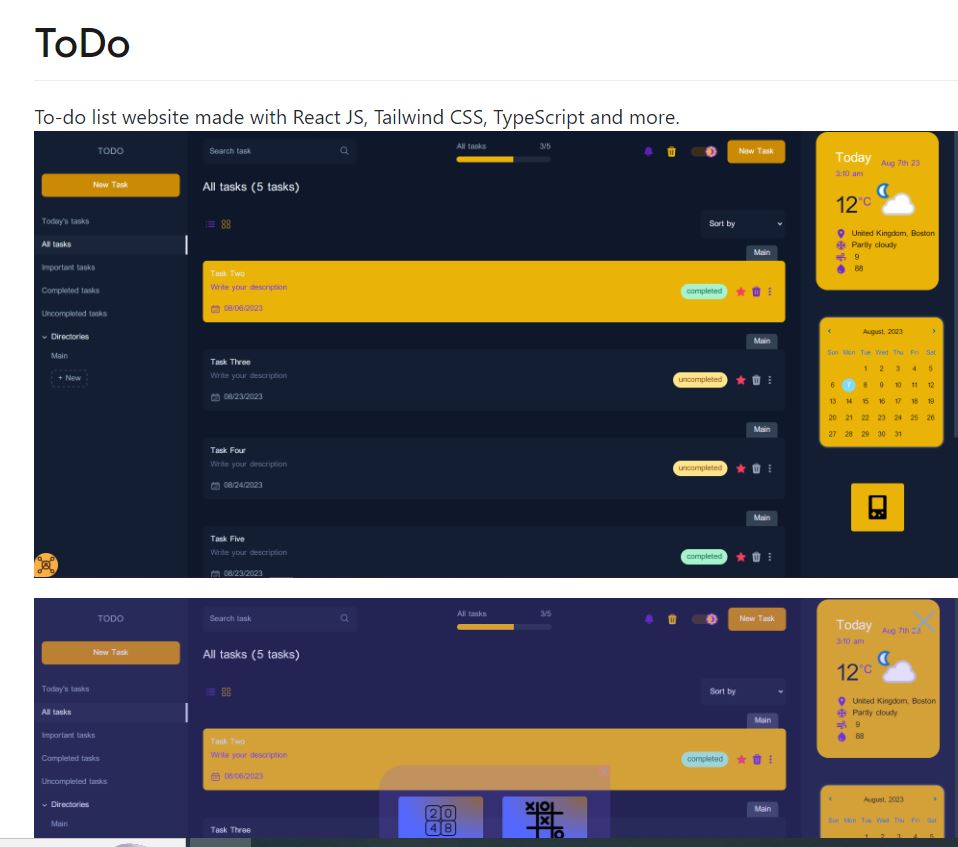 ToDo
To-do list website made with React JS, Tailwind CSS, TypeScript and more.
TODO
New Task
Today's tasks
All tasks
Important tasks
Completed tasks
Uncompleted tasks
Directories
Main
+ New
Search task
All tasks 3/5
New Task
All tasks (5 tasks)
Sort by
Main
Task Two
Write your description
completed
08/06/2023
Main
Task Three
Write your description
uncompleted
08/23/2023
Main
Task Four
Write your description
uncompleted
08/24/2023
Main
Task Five
Write your description
completed
08/23/2023
Today Aug 7th 23
3:10 am
12°C
United Kingdom, Boston
Partly cloudy
9
88
August, 2023
Sun Mon Tue Wed Thu Fri Sat
1 2 3 4 5
6 7 8 9 10 11 12
13 14 15 16 17 18 19
20 21 22 23 24 25 26
27 28 29 30 31
TODO
New Task
Today's tasks
All tasks
Important tasks
Completed tasks
Uncompleted tasks
Directories
Main
Search task
All tasks 3/5
New Task
All tasks (5 tasks)
Sort by
Main
Task Two
Write your description
completed
08/06/2023
Main
Task Three
2 0
4 8
X O
X
X O
Today Aug 7th 23
3:10 am
12°C
United Kingdom, Boston
Partly cloudy
9
88
August, 2023
Sun Mon Tue Wed Thu Fri Sat
1 2 3 4 5